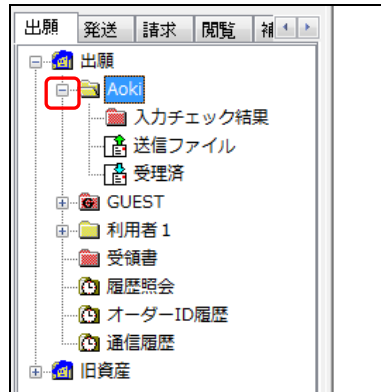 出願 発送 請求 閲覧
出願
Aoki
入力チェック結果
送信ファイル
受理済
GUEST
利用者1
受領書
履歴照会
オーダーID履歴
通信履歴
旧資産